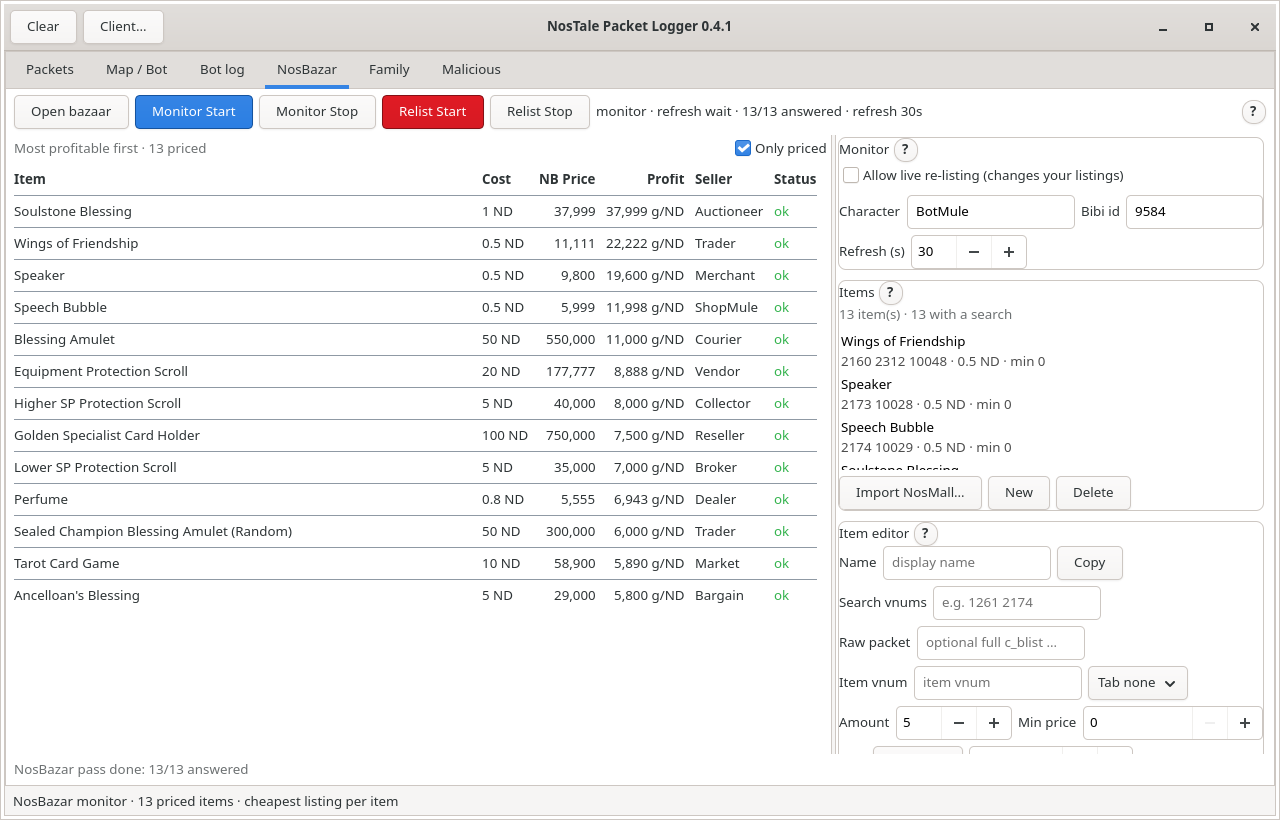 Clear Client... NosTale Packet Logger 0.4.1
Packets Map / Bot Bot log NosBazar Family Malicious
Open bazaar Monitor Start Monitor Stop Relist Start Relist Stop monitor · refresh wait · 13/13 answered · refresh 30s ?
Most profitable first · 13 priced Only priced
Item Cost NB Price Profit Seller Status
Soulstone Blessing 1 ND 37,999 37,999 g/ND Auctioneer ok
Wings of Friendship 0.5 ND 11,111 22,222 g/ND Trader ok
Speaker 0.5 ND 9,800 19,600 g/ND Merchant ok
Speech Bubble 0.5 ND 5,999 11,998 g/ND ShopMule ok
Blessing Amulet 50 ND 550,000 11,000 g/ND Courier ok
Equipment Protection Scroll 20 ND 177,777 8,888 g/ND Vendor ok
Higher SP Protection Scroll 5 ND 40,000 8,000 g/ND Collector ok
Golden Specialist Card Holder 100 ND 750,000 7,500 g/ND Reseller ok
Lower SP Protection Scroll 5 ND 35,000 7,000 g/ND Broker ok
Perfume 0.8 ND 5,555 6,943 g/ND Dealer ok
Sealed Champion Blessing Amulet (Random) 50 ND 300,000 6,000 g/ND Trader ok
Tarot Card Game 10 ND 58,900 5,890 g/ND Market ok
Ancelloan's Blessing 5 ND 29,000 5,800 g/ND Bargain ok
NosBazar pass done: 13/13 answered
Monitor ?
Allow live re-listing (changes your listings)
Character BotMule Bibi id 9584
Refresh (s) 30
Items ?
13 item(s) · 13 with a search
Wings of Friendship
2160 2312 10048 · 0.5 ND · min 0
Speaker
2173 10028 · 0.5 ND · min 0
Speech Bubble
2174 10029 · 0.5 ND · min 0
Soulstone Blessing
Import NosMall... New Delete
Item editor ?
Name display name Copy
Search vnums e.g. 1261 2174
Raw packet optional full c_blist ...
Item vnum item vnum Tab none
Amount 5 Min price 0
NosBazar monitor · 13 priced items · cheapest listing per item